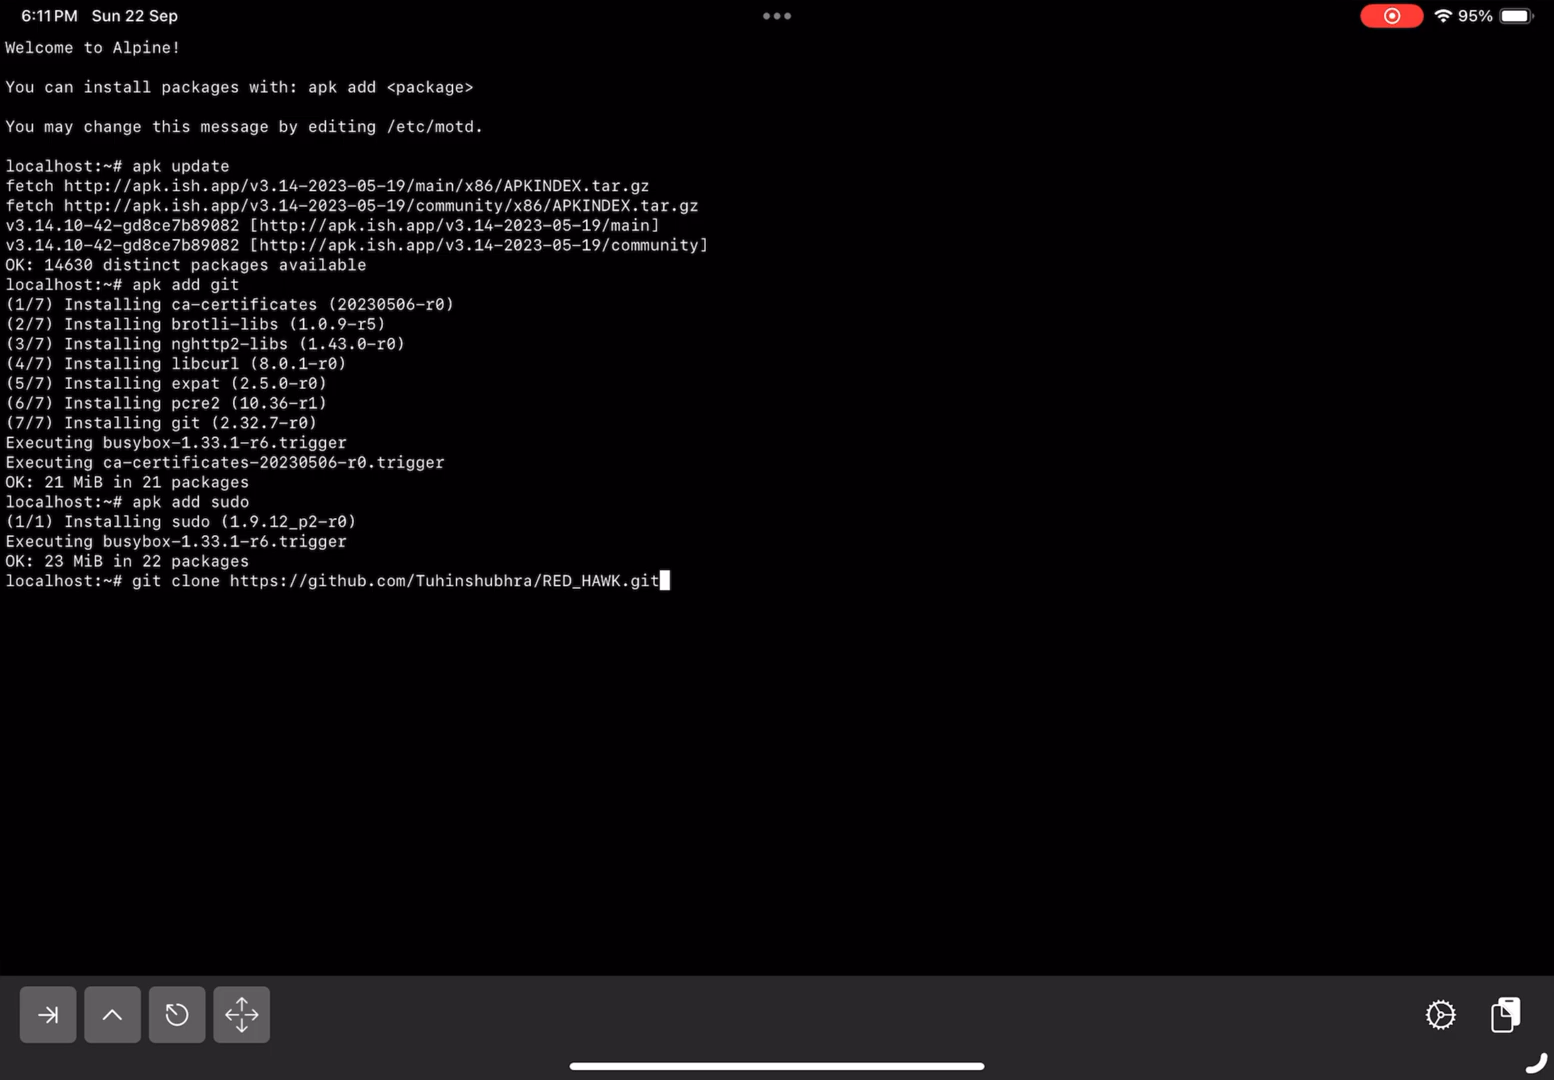 6:11PM Sun 22 Sep
95%
Welcome to Alpine!
You can install packages with: apk add <package>
You may change this message by editing /etc/motd.
localhost:~# apk update
fetch http://apk.ish.app/v3.14-2023-05-19/main/x86/APKINDEX.tar.gz
fetch http://apk.ish.app/v3.14-2023-05-19/community/x86/APKINDEX.tar.gz
v3.14.10-42-gd8ce7b89082 [http://apk.ish.app/v3.14-2023-05-19/main]
v3.14.10-42-gd8ce7b89082 [http://apk.ish.app/v3.14-2023-05-19/community]
OK: 14630 distinct packages available
localhost:~# apk add git
(1/7) Installing ca-certificates (20230506-r0)
(2/7) Installing brotli-libs (1.0.9-r5)
(3/7) Installing nghttp2-libs (1.43.0-r0)
(4/7) Installing libcurl (8.0.1-r0)
(5/7) Installing expat (2.5.0-r0)
(6/7) Installing pcre2 (10.36-r1)
(7/7) Installing git (2.32.7-r0)
Executing busybox-1.33.1-r6.trigger
Executing ca-certificates-20230506-r0.trigger
OK: 21 MiB in 21 packages
localhost:~# apk add sudo
(1/1) Installing sudo (1.9.12_p2-r0)
Executing busybox-1.33.1-r6.trigger
OK: 23 MiB in 22 packages
localhost:~# git clone https://github.com/Tuhinshubhra/RED_HAWK.git